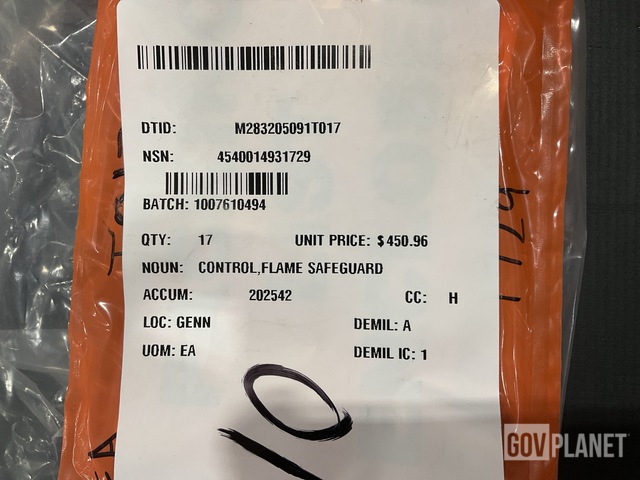 DTID: M283205091T017
NSN: 4540014931729
BATCH: 1007610494
QTY: 17 UNIT PRICE: $450.96
NOUN: CONTROL,FLAME SAFEGUARD
ACCUM: 202542 CC: H
LOC: GENN DEMIL: A
UOM: EA DEMIL IC: 1
GOVPLANET